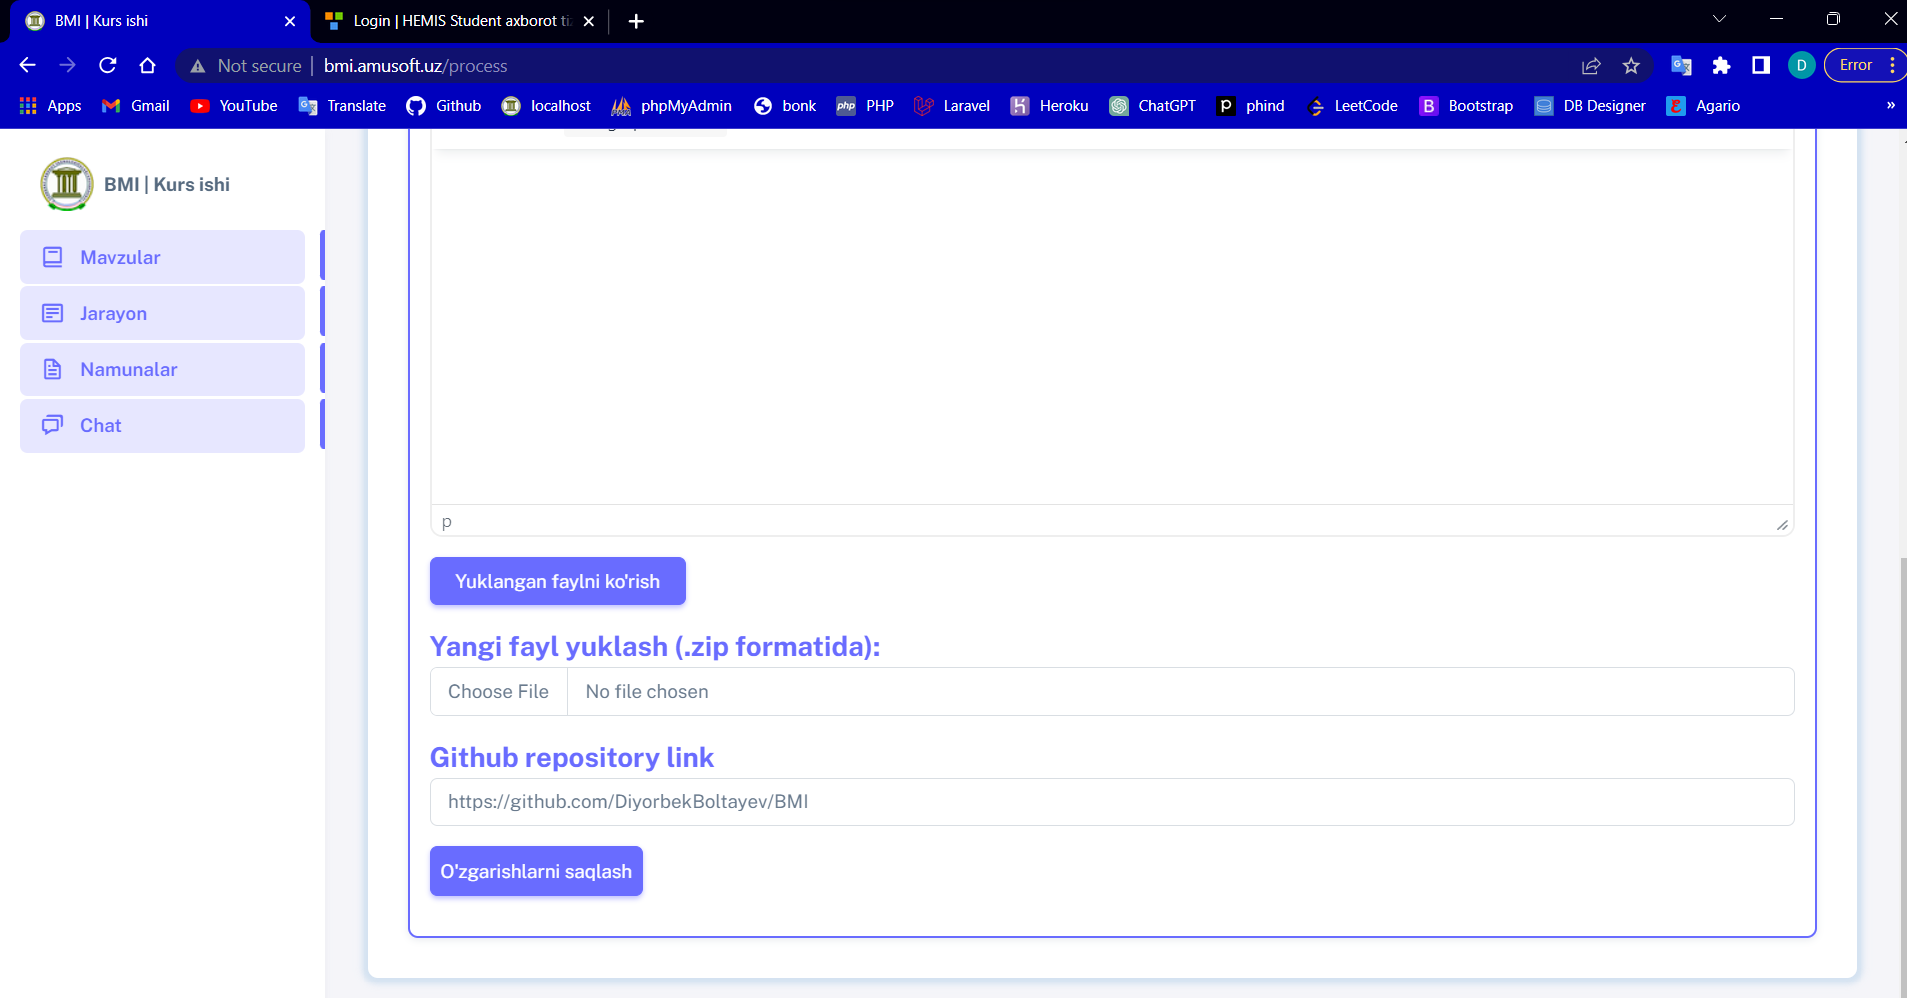 BMI | Kurs ishi
Login | HEMIS Student axborot ti
Not secure
bmi.amusoft.uz/process
D
Error
Apps
Gmail
YouTube
Translate
Github
localhost
phpMyAdmin
bonk
PHP
Laravel
Heroku
ChatGPT
phind
LeetCode
Bootstrap
DB Designer
Agario
»
BMI | Kurs ishi
Mavzular
Jarayon
Namunalar
Chat
p
Yuklangan faylni ko'rish
Yangi fayl yuklash (.zip formatida):
Choose File
No file chosen
Github repository link
https://github.com/DiyorbekBoltayev/BMI
O'zgarishlarni saqlash